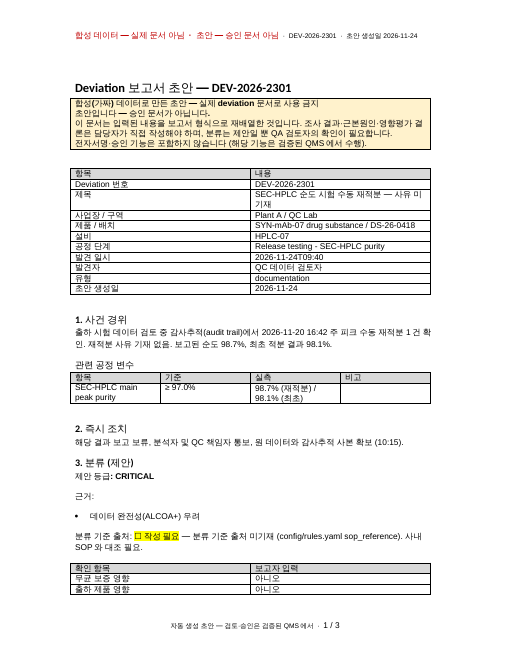 합성 데이터 — 실제 문서 아님 · 초안 — 승인 문서 아님 · DEV-2026-2301 · 초안 생성일 2026-11-24
Deviation 보고서 초안 — DEV-2026-2301
합성(가짜) 데이터로 만든 초안 — 실제 deviation 문서로 사용 금지
초안입니다 — 승인 문서가 아닙니다.
이 문서는 입력된 내용을 보고서 형식으로 재배열한 것입니다. 조사 결과·근본원인·영향평가 결
론은 담당자가 직접 작성해야 하며, 분류는 제안일 뿐 QA 검토자의 확인이 필요합니다.
전자서명·승인 기능은 포함하지 않습니다 (해당 기능은 검증된 QMS 에서 수행).
항목 내용
Deviation 번호 DEV-2026-2301
제목 SEC-HPLC 순도 시험 수동 재적분 — 사유 미
기재
사업장 / 구역 Plant A / QC Lab
제품 / 배치 SYN-mAb-07 drug substance / DS-26-0418
설비 HPLC-07
공정 단계 Release testing - SEC-HPLC purity
발견 일시 2026-11-24T09:40
발견자 QC 데이터 검토자
유형 documentation
초안 생성일 2026-11-24
1. 사건 경위
출하 시험 데이터 검토 중 감사추적(audit trail)에서 2026-11-20 16:42 주 피크 수동 재적분 1 건 확
인. 재적분 사유 기재 없음. 보고된 순도 98.7%, 최초 적분 결과 98.1%.
관련 공정 변수
항목 기준 실측 비고
SEC-HPLC main ≥ 97.0% 98.7% (재적분) /
peak purity 98.1% (최초)
2. 즉시 조치
해당 결과 보고 보류, 분석자 및 QC 책임자 통보, 원 데이터와 감사추적 사본 확보 (10:15).
3. 분류 (제안)
제안 등급: CRITICAL
근거:
• 데이터 완전성(ALCOA+) 우려
분류 기준 출처: ☐ 작성 필요 — 분류 기준 출처 미기재 (config/rules.yaml sop_reference). 사내
SOP 와 대조 필요.
확인 항목 보고자 입력
무균 보증 영향 아니오
출하 제품 영향 아니오
자동 생성 초안 — 검토·승인은 검증된 QMS 에서 · 1 / 3